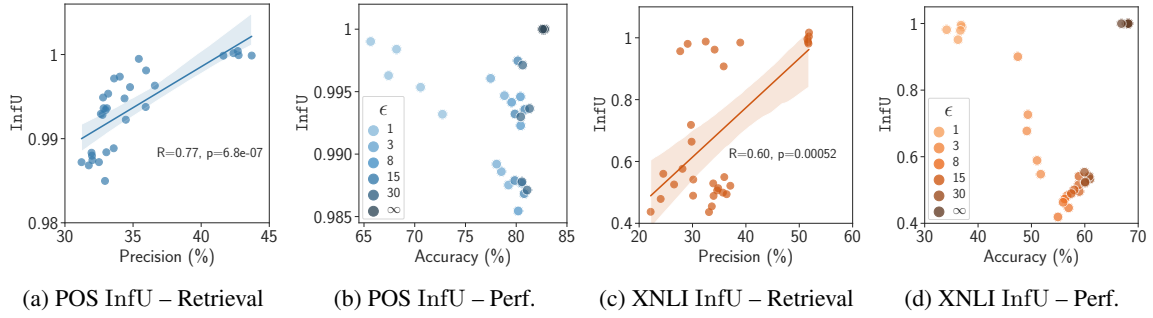 InfU
1
0.99
0.98
R=0.77, p=6.8e-07
30
35
40
45
Precision (%)
(a) POS InfU – Retrieval
InfU
1
0.995
0.990
0.985
ϵ
1
3
8
15
30
∞
65
70
75
80
85
Accuracy (%)
(b) POS InfU – Perf.
InfU
1
0.8
0.6
0.4
R=0.60, p=0.00052
20
30
40
50
60
Precision (%)
(c) XNLI InfU – Retrieval
InfU
1
0.8
0.6
0.4
ϵ
1
3
8
15
30
∞
30
40
50
60
70
Accuracy (%)
(d) XNLI InfU – Perf.